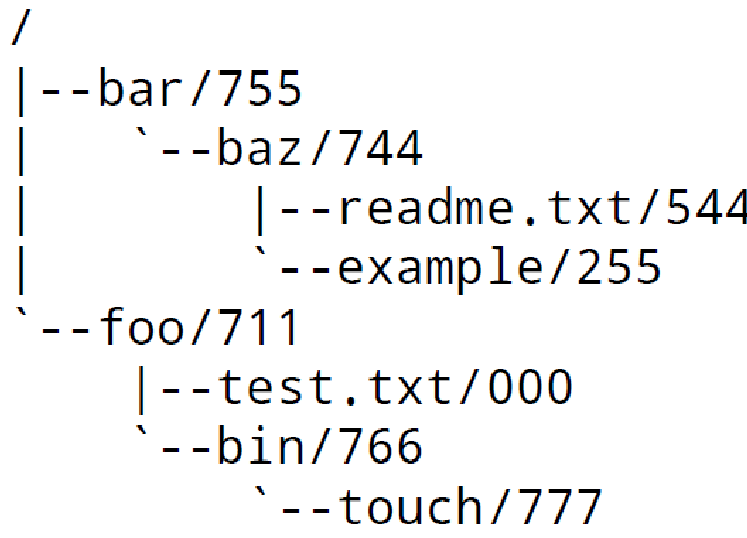 /
|--bar/755
|   `--baz/744
|       |--readme.txt/544
|       `--example/255
`--foo/711
    |--test.txt/000
    `--bin/766
        `--touch/777